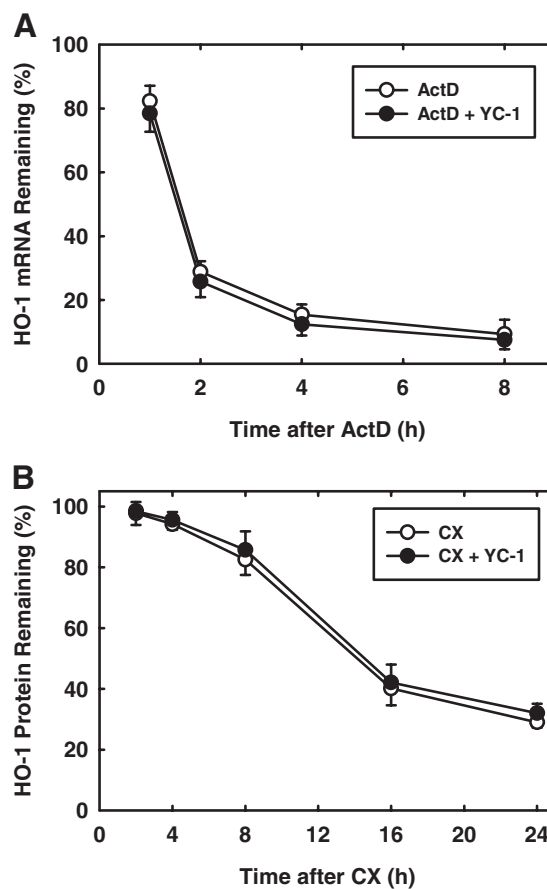 A
HO-1 mRNA Remaining (%)
100
80
60
40
20
0
ActD
ActD + YC-1
0 2 4 6 8
Time after ActD (h)
B
HO-1 Protein Remaining (%)
100
80
60
40
20
0
CX
CX + YC-1
0 4 8 12 16 20 24
Time after CX (h)